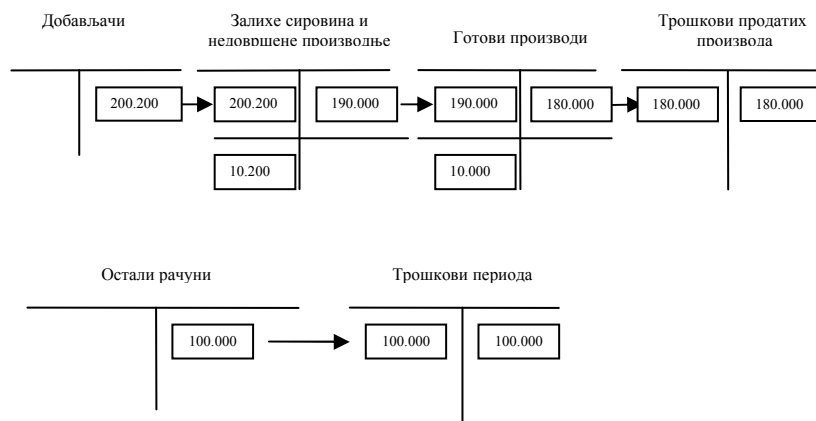 Добављачи
Залихе сировина и
недовршене производње
Готови производи
Трошкови продатих
производа
200.200
200.200
190.000
190.000
180.000
180.000
180.000
10.200
10.000
Остали рачуни
Трошкови периода
100.000
100.000
100.000